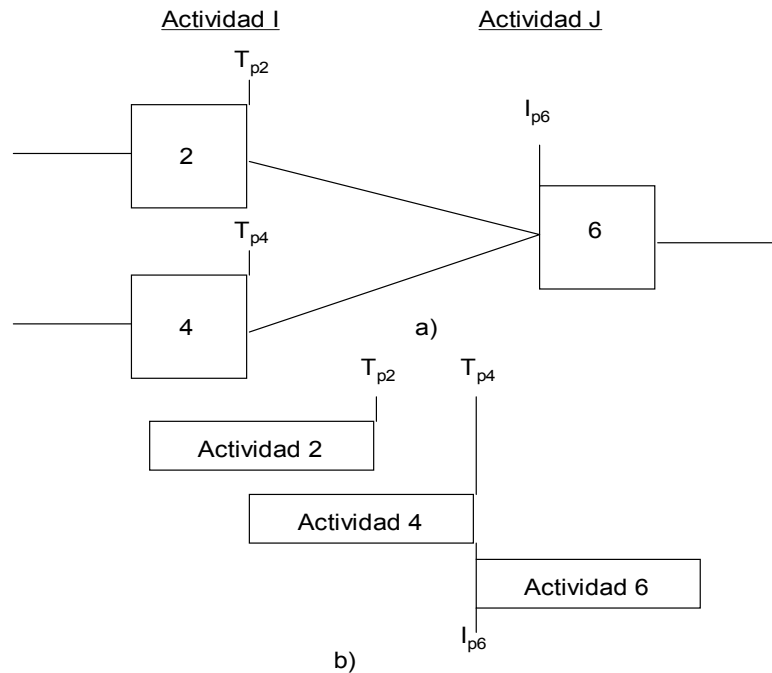 Actividad I Actividad J
Tp2
Ip6
2
Tp4
6
4
a)
Tp2 Tp4
Actividad 2
Actividad 4
Actividad 6
Ip6
b)